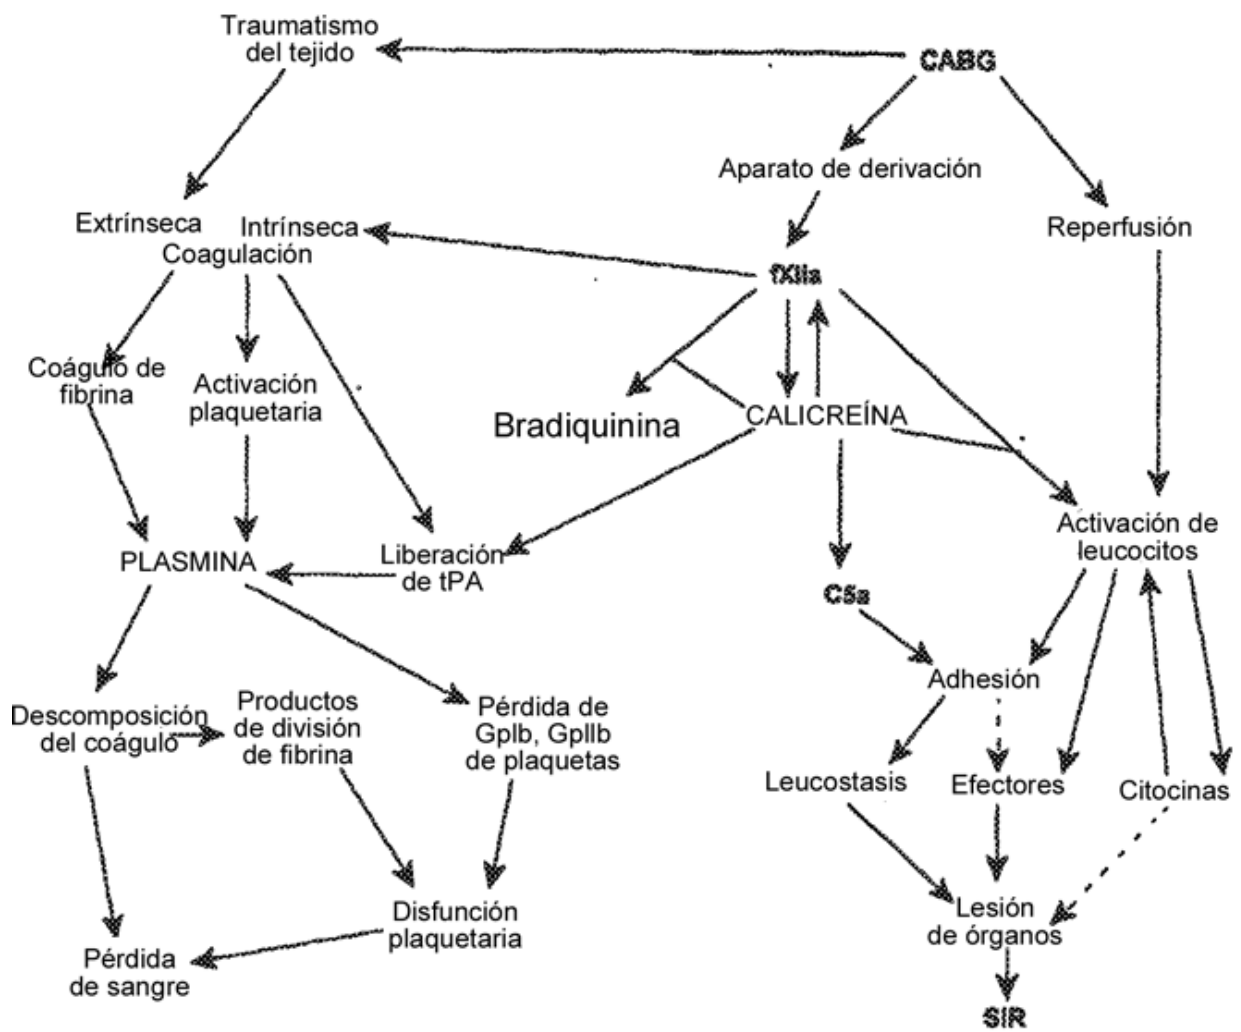 Traumatismo
del tejido
CABG
Aparato de derivación
Extrínseca
Intrínseca
Coagulación
Reperfusión
fXIIa
Coágulo de
fibrina
Activación
plaquetaria
Bradiquinina
CALICREÍNA
PLASMINA
Liberación
de tPA
Activación de
leucocitos
C5a
Adhesión
Descomposición
del coágulo
Productos
de división
de fibrina
Pérdida de
GpIb, GpIIb
de plaquetas
Leucostasis
Efectores
Citocinas
Disfunción
plaquetaria
Lesión
de órganos
Pérdida
de sangre
SIR